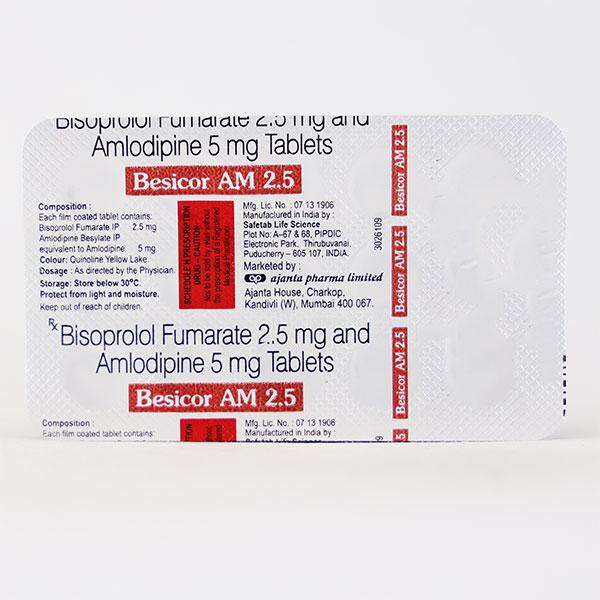 Bisoprolol Fumarate 2.5 mg and
Amlodipine 5 mg Tablets
Besicor AM 2.5
Composition :
Each film coated tablet contains:
Bisoprolol Fumarate IP 2.5 mg
Amlodipine Besylate IP
equivalent to Amlodipine 5 mg
Colour: Quinoline Yellow Lake.
Dosage : As directed by the Physician.
Storage: Store below 30°C.
Protect from light and moisture.
Keep out of reach of children.
SCHEDULE H PRESCRIPTION
DRUG – CAUTION
Not to be sold by retail without
the prescription of a Registered
Medical Practitioner.
Mfg. Lic. No. : 07 13 1906
Manufactured in India by :
Safetab Life Science
Plot No: A–67 & 68, PIPDIC
Electronic Park, Thirubuvanai,
Puducherry – 605 107, INDIA.
Marketed by :
ajanta pharma limited
Ajanta House, Charkop,
Kandivli (W), Mumbai 400 067.
3026109
Besicor AM 2.5
Besicor AM 2.5
Besicor AM 2.5
Rx
Bisoprolol Fumarate 2.5 mg and
Amlodipine 5 mg Tablets
Besicor AM 2.5
Composition :
Each film coated tablet contains:
Mfg. Lic. No. : 07 13 1906
Manufactured in India by :
Safetab Life Science